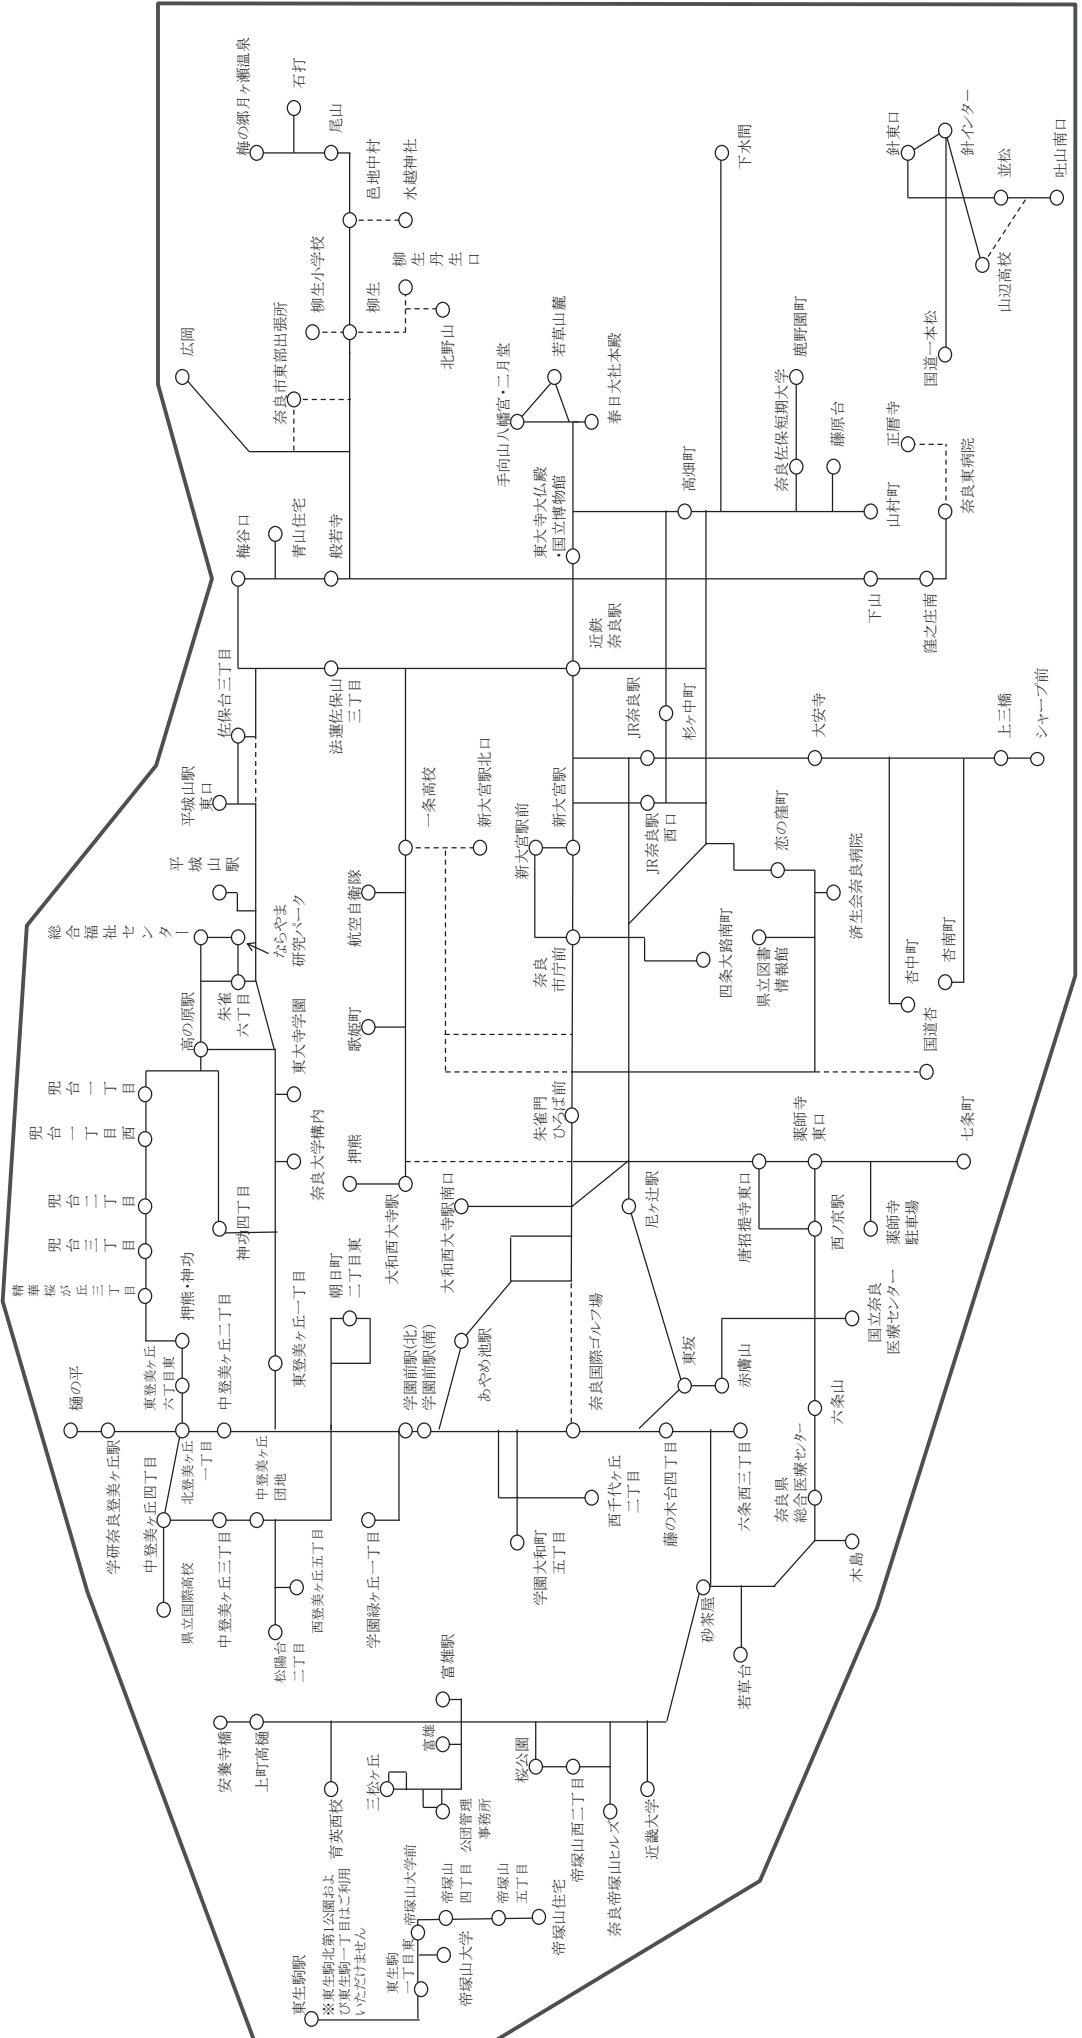 梅の郷月ヶ瀬温泉
石打
尾山
邑地中村
水越神社
柳生小学校
柳生
柳生丹生口
北野山
広岡
奈良市東部出張所
下水間
針東口
針インター
並松
吐山南口
山辺高校
国道一本松
手向山八幡宮・二月堂
若草山麓
春日大社本殿
東大寺大仏殿
・国立博物館
鹿野園町
奈良佐保短期大学
藤原台
正暦寺
奈良東病院
高畑町
山村町
梅谷口
青山住宅
般若寺
下山
窪之庄南
近鉄
奈良駅
佐保台三丁目
法蓮佐保山
三丁目
JR奈良駅
杉ヶ中町
大安寺
上三橋
シャープ前
平城山駅
東口
一条高校
新大宮駅北口
新大宮駅前
新大宮駅
JR奈良駅
西口
恋の窪町
済生会奈良病院
平城山駅
航空自衛隊
総合福祉センター
ならやま
研究パーク
奈良
市庁前
四条大路南町
県立図書
情報館
杏中町
杏南町
朱雀
六丁目
高の原駅
東大寺学園
歌姫町
国道杏
兜台一丁目
兜台一丁目西
兜台二丁目
兜台三丁目
精華桜が丘三丁目
奈良大学構内
押熊
朱雀門
ひろば前
薬師寺
東口
七条町
神功四丁目
大和西大寺駅
大和西大寺駅南口
尼ヶ辻駅
唐招提寺東口
西ノ京駅
薬師寺
駐車場
押熊・神功
東登美ヶ丘一丁目
朝日町
二丁目東
あやめ池駅
奈良国際ゴルフ場
東坂
赤膚山
国立奈良
医療センター
樋の平
東登美ヶ丘
六丁目東
中登美ヶ丘二丁目
学園前駅(北)
学園前駅(南)
六条山
学研奈良登美ヶ丘駅
中登美ヶ丘四丁目
北登美ヶ丘
一丁目
中登美ヶ丘
団地
西千代ヶ丘
二丁目
藤の木台四丁目
六条西三丁目
奈良県
総合医療センター
県立国際高校
中登美ヶ丘三丁目
西登美ヶ丘五丁目
学園緑ヶ丘一丁目
学園大和町
五丁目
木島
松陽台
二丁目
砂茶屋
若草台
安養寺橋
上町高樋
富雄駅
富雄
三松ヶ丘
育英西校
公団管理
事務所
桜公園
帝塚山西二丁目
奈良帝塚山ヒルズ
近畿大学
帝塚山大学前
帝塚山
四丁目
帝塚山
五丁目
帝塚山住宅
東生駒
一丁目東
帝塚山大学
東生駒駅
※東生駒北第1公園およ
び東生駒一丁目はご利用
いただけません